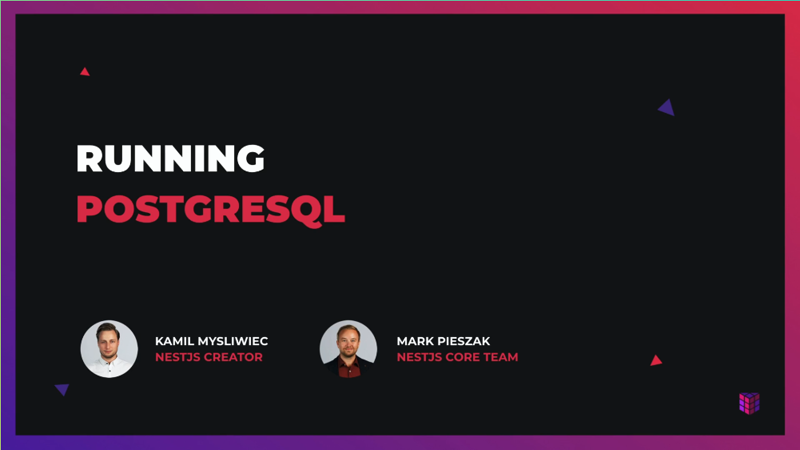 RUNNING
POSTGRESQL
KAMIL MYSLIWIEC
NESTJS CREATOR
MARK PIESZAK
NESTJS CORE TEAM